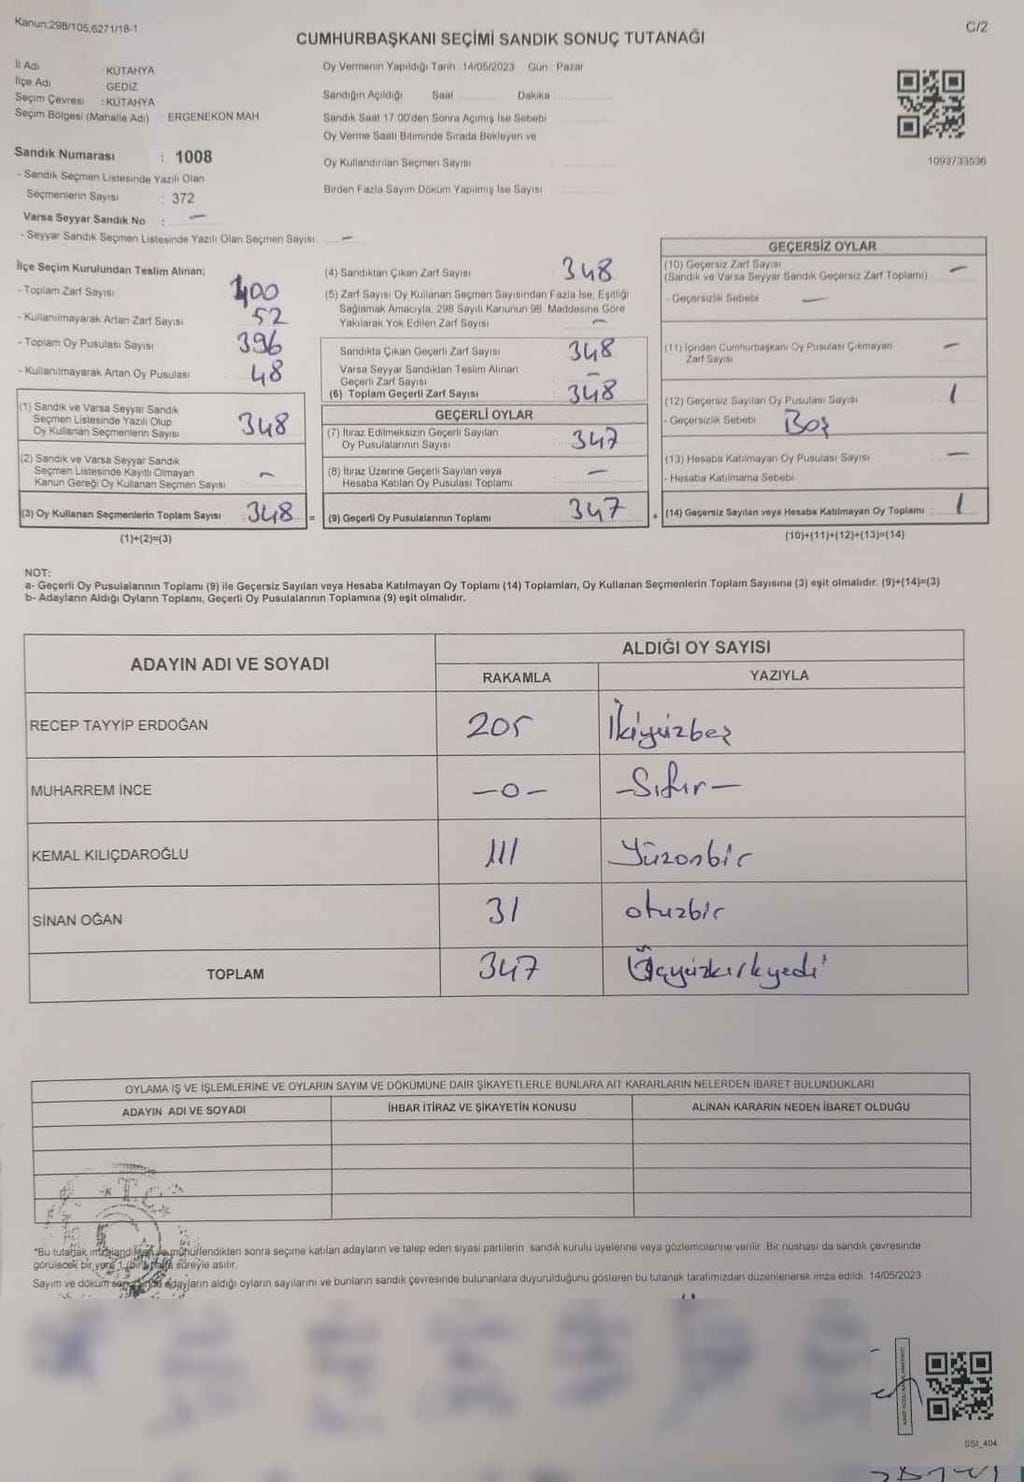 Kanun:298/105,6271/18-1
C/2
CUMHURBAŞKANI SEÇİMİ SANDIK SONUÇ TUTANAĞI
İl Adı : KÜTAHYA
İlçe Adı : GEDİZ
Seçim Çevresi : KÜTAHYA
Seçim Bölgesi (Mahalle Adı) ERGENEKON MAH.
Sandık Numarası : 1008
- Sandık Seçmen Listesinde Yazılı Olan
Seçmenlerin Sayısı : 372
Varsa Seyyar Sandık No : —
- Seyyar Sandık Seçmen Listesinde Yazılı Olan Seçmen Sayısı —
Oy Vermenin Yapıldığı Tarih: 14/05/2023 Gün : Pazar
Sandığın Açıldığı Saat Dakika
Sandık Saat 17.00'den Sonra Açılmış İse Sebebi
Oy Verme Saati Bitiminde Sırada Bekleyen ve
Oy Kullandırılan Seçmen Sayısı
Birden Fazla Sayım Döküm Yapılmış İse Sayısı
1093733536
İlçe Seçim Kurulundan Teslim Alınan;
- Toplam Zarf Sayısı 400
- Kullanılmayarak Artan Zarf Sayısı 52
- Toplam Oy Pusulası Sayısı 396
- Kullanılmayarak Artan Oy Pusulası 48
(1) Sandık ve Varsa Seyyar Sandık
Seçmen Listesinde Yazılı Olup
Oy Kullanan Seçmenlerin Sayısı 348
(2) Sandık ve Varsa Seyyar Sandık
Seçmen Listesinde Kayıtlı Olmayan
Kanun Gereği Oy Kullanan Seçmen Sayısı —
(3) Oy Kullanan Seçmenlerin Toplam Sayısı 348 =
(1)+(2)=(3)
(4) Sandıktan Çıkan Zarf Sayısı 348
(5) Zarf Sayısı Oy Kullanan Seçmen Sayısından Fazla İse, Eşitliği
Sağlamak Amacıyla, 298 Sayılı Kanunun 98. Maddesine Göre
Yakılarak Yok Edilen Zarf Sayısı —
Sandıkta Çıkan Geçerli Zarf Sayısı 348
Varsa Seyyar Sandıktan Teslim Alınan
Geçerli Zarf Sayısı —
(6) Toplam Geçerli Zarf Sayısı 348
GEÇERLİ OYLAR
(7) İtiraz Edilmeksizin Geçerli Sayılan
Oy Pusulalarının Sayısı 347
(8) İtiraz Üzerine Geçerli Sayılan veya
Hesaba Katılan Oy Pusulası Toplamı —
(9) Geçerli Oy Pusulalarının Toplamı 347 +
GEÇERSİZ OYLAR
(10) Geçersiz Zarf Sayısı —
(Sandık ve Varsa Seyyar Sandık Geçersiz Zarf Toplamı)
- Geçersizlik Sebebi —
(11) İçinden Cumhurbaşkanı Oy Pusulası Çıkmayan
Zarf Sayısı —
(12) Geçersiz Sayılan Oy Pusulası Sayısı 1
- Geçersizlik Sebebi Boş
(13) Hesaba Katılmayan Oy Pusulası Sayısı —
- Hesaba Katılmama Sebebi
(14) Geçersiz Sayılan veya Hesaba Katılmayan Oy Toplamı : 1
(10)+(11)+(12)+(13)=(14)
NOT:
a- Geçerli Oy Pusulalarının Toplamı (9) ile Geçersiz Sayılan veya Hesaba Katılmayan Oy Toplamı (14) Toplamları, Oy Kullanan Seçmenlerin Toplam Sayısına (3) eşit olmalıdır. (9)+(14)=(3)
b- Adayların Aldığı Oyların Toplamı, Geçerli Oy Pusulalarının Toplamına (9) eşit olmalıdır.
ADAYIN ADI VE SOYADI ALDIĞI OY SAYISI
RAKAMLA YAZIYLA
RECEP TAYYİP ERDOĞAN 205 İkiyüzbeş
MUHARREM İNCE —0— —Sıfır—
KEMAL KILIÇDAROĞLU 111 Yüzonbir
SİNAN OĞAN 31 otuzbir
TOPLAM 347 Üçyüzkırkyedi
OYLAMA İŞ VE İŞLEMLERİNE VE OYLARIN SAYIM VE DÖKÜMÜNE DAİR ŞİKAYETLERLE BUNLARA AİT KARARLARIN NELERDEN İBARET BULUNDUKLARI
ADAYIN ADI VE SOYADI İHBAR İTİRAZ VE ŞİKAYETİN KONUSU ALINAN KARARIN NEDEN İBARET OLDUĞU
"Bu tutanak imzalandıktan ve mühürlendikten sonra seçime katılan adayların ve talep eden siyasi partilerin sandık kurulu üyelerine veya gözlemcilerine verilir. Bir nüshası da sandık çevresinde
görülecek bir yere 1 (bir) hafta süreyle asılır.
Sayım ve döküm adayların aldığı oyların sayılarını ve bunların sandık çevresinde bulunanlara duyurulduğunu gösteren bu tutanak tarafımızdan düzenlenerek imza edildi. 14/05/2023
SS1_404